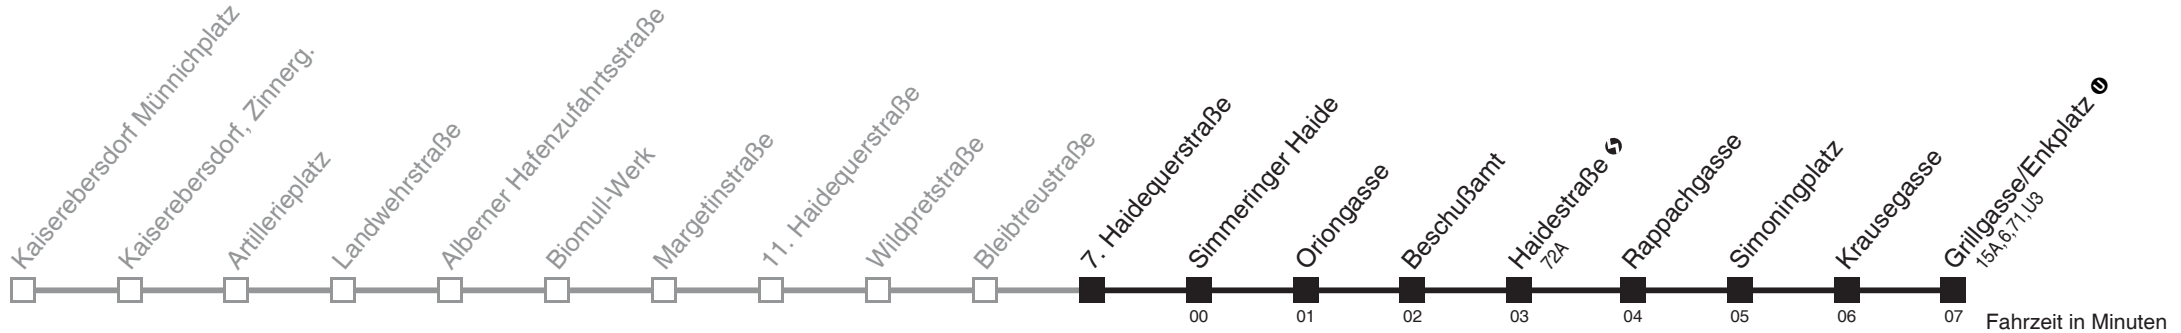 Kaiserebersdorf Münnichplatz
Kaiserebersdorf, Zinnerg.
Artillerieplatz
Landwehrstraße
Alberner Hafenzufahrtsstraße
Biomull-Werk
Margetinstraße
11. Haidequerstraße
Wildpretstraße
Bleibtreustraße
7. Haidequerstraße
Simmeringer Haide
Oriongasse
Beschußamt
Haidestraße
72A
Rappachgasse
Simoningplatz
Krausegasse
Grillgasse/Enkplatz U
15A,6,71,U3
00 01 02 03 04 05 06 07 Fahrzeit in Minuten